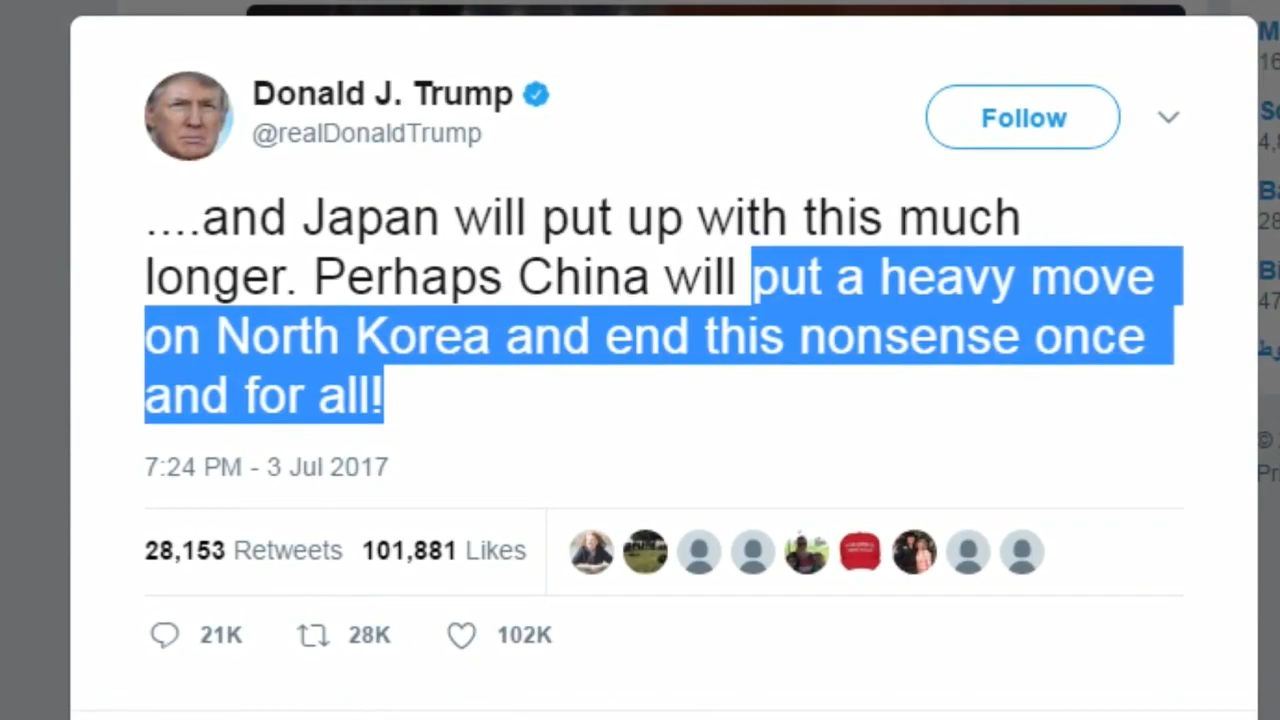 Donald J. Trump
@realDonaldTrump
Follow
....and Japan will put up with this much
longer. Perhaps China will put a heavy move
on North Korea and end this nonsense once
and for all!
7:24 PM - 3 Jul 2017
28,153 Retweets 101,881 Likes
21K 28K 102K